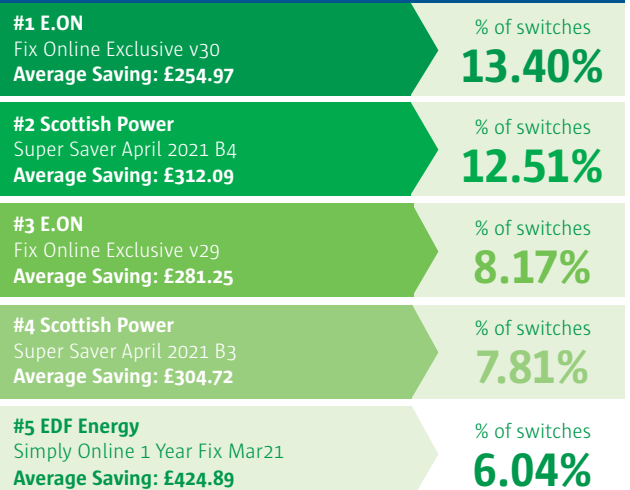 #1 E.ON
Fix Online Exclusive v30
Average Saving: £254.97
% of switches
13.40%
#2 Scottish Power
Super Saver April 2021 B4
Average Saving: £312.09
% of switches
12.51%
#3 E.ON
Fix Online Exclusive v29
Average Saving: £281.25
% of switches
8.17%
#4 Scottish Power
Super Saver April 2021 B3
Average Saving: £304.72
% of switches
7.81%
#5 EDF Energy
Simply Online 1 Year Fix Mar21
Average Saving: £424.89
% of switches
6.04%